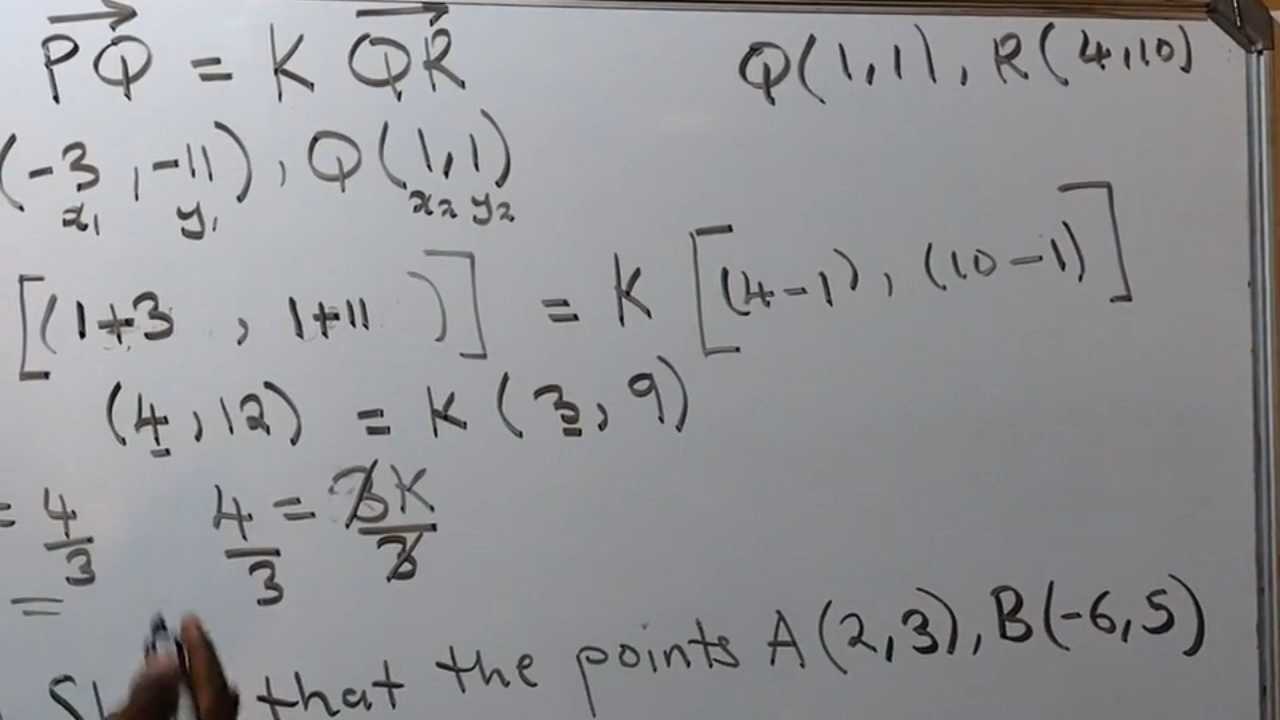 PQ = K QR Q(1,1), R(4,10)
(-3, -11), Q(1,1)
x₁ y₁ x₂ y₂
[(1+3, 1+11)] = K [(4-1), (10-1)]
(4,12) = K(3,9)
= 4/3 4/3 = 3K/3
that the points A(2,3), B(-6,5)